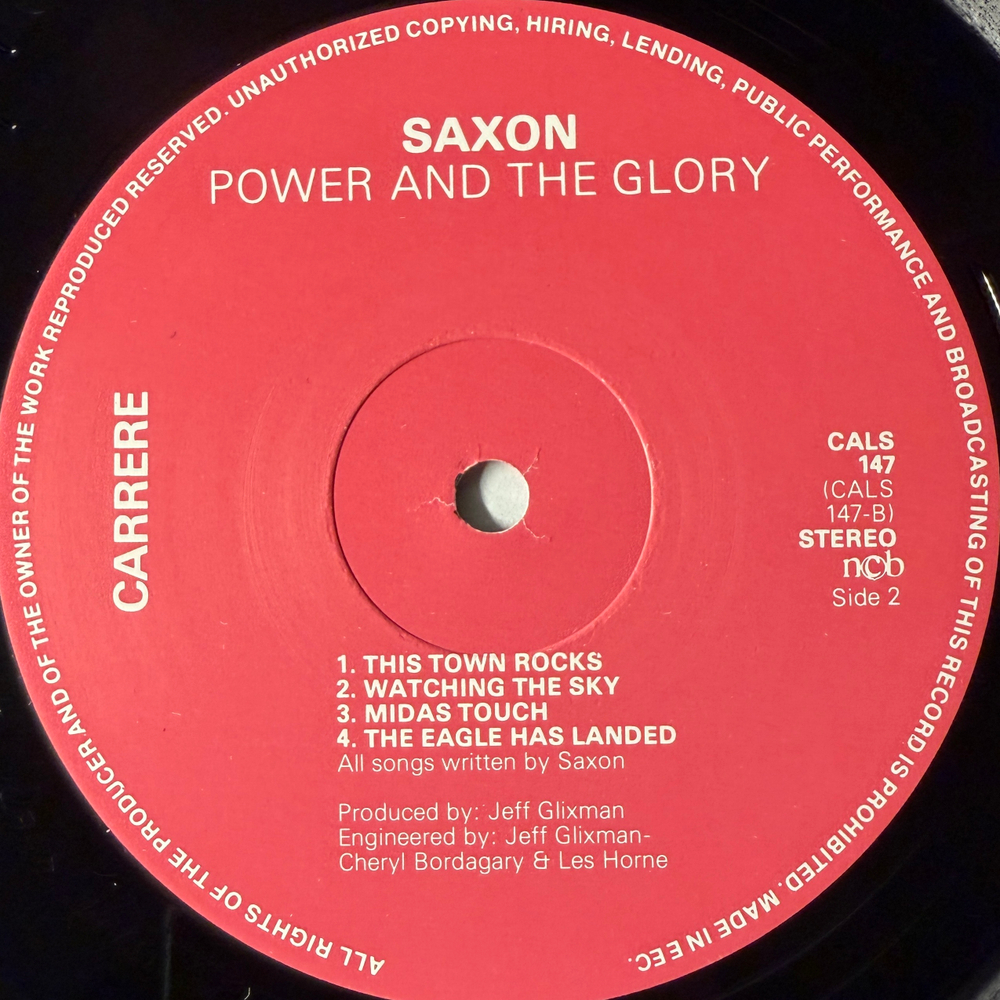 ALL RIGHTS OF THE PRODUCER AND OF THE OWNER OF THE WORK REPRODUCED RESERVED. UNAUTHORIZED COPYING, HIRING, LENDING, PUBLIC PERFORMANCE AND BROADCASTING OF THIS RECORD IS PROHIBITED. MADE IN EEC.
SAXON
POWER AND THE GLORY
CARRERE
CALS
147
(CALS
147-B)
STEREO
ncb
Side 2
1. THIS TOWN ROCKS
2. WATCHING THE SKY
3. MIDAS TOUCH
4. THE EAGLE HAS LANDED
All songs written by Saxon
Produced by: Jeff Glixman
Engineered by: Jeff Glixman-
Cheryl Bordagary & Les Horne